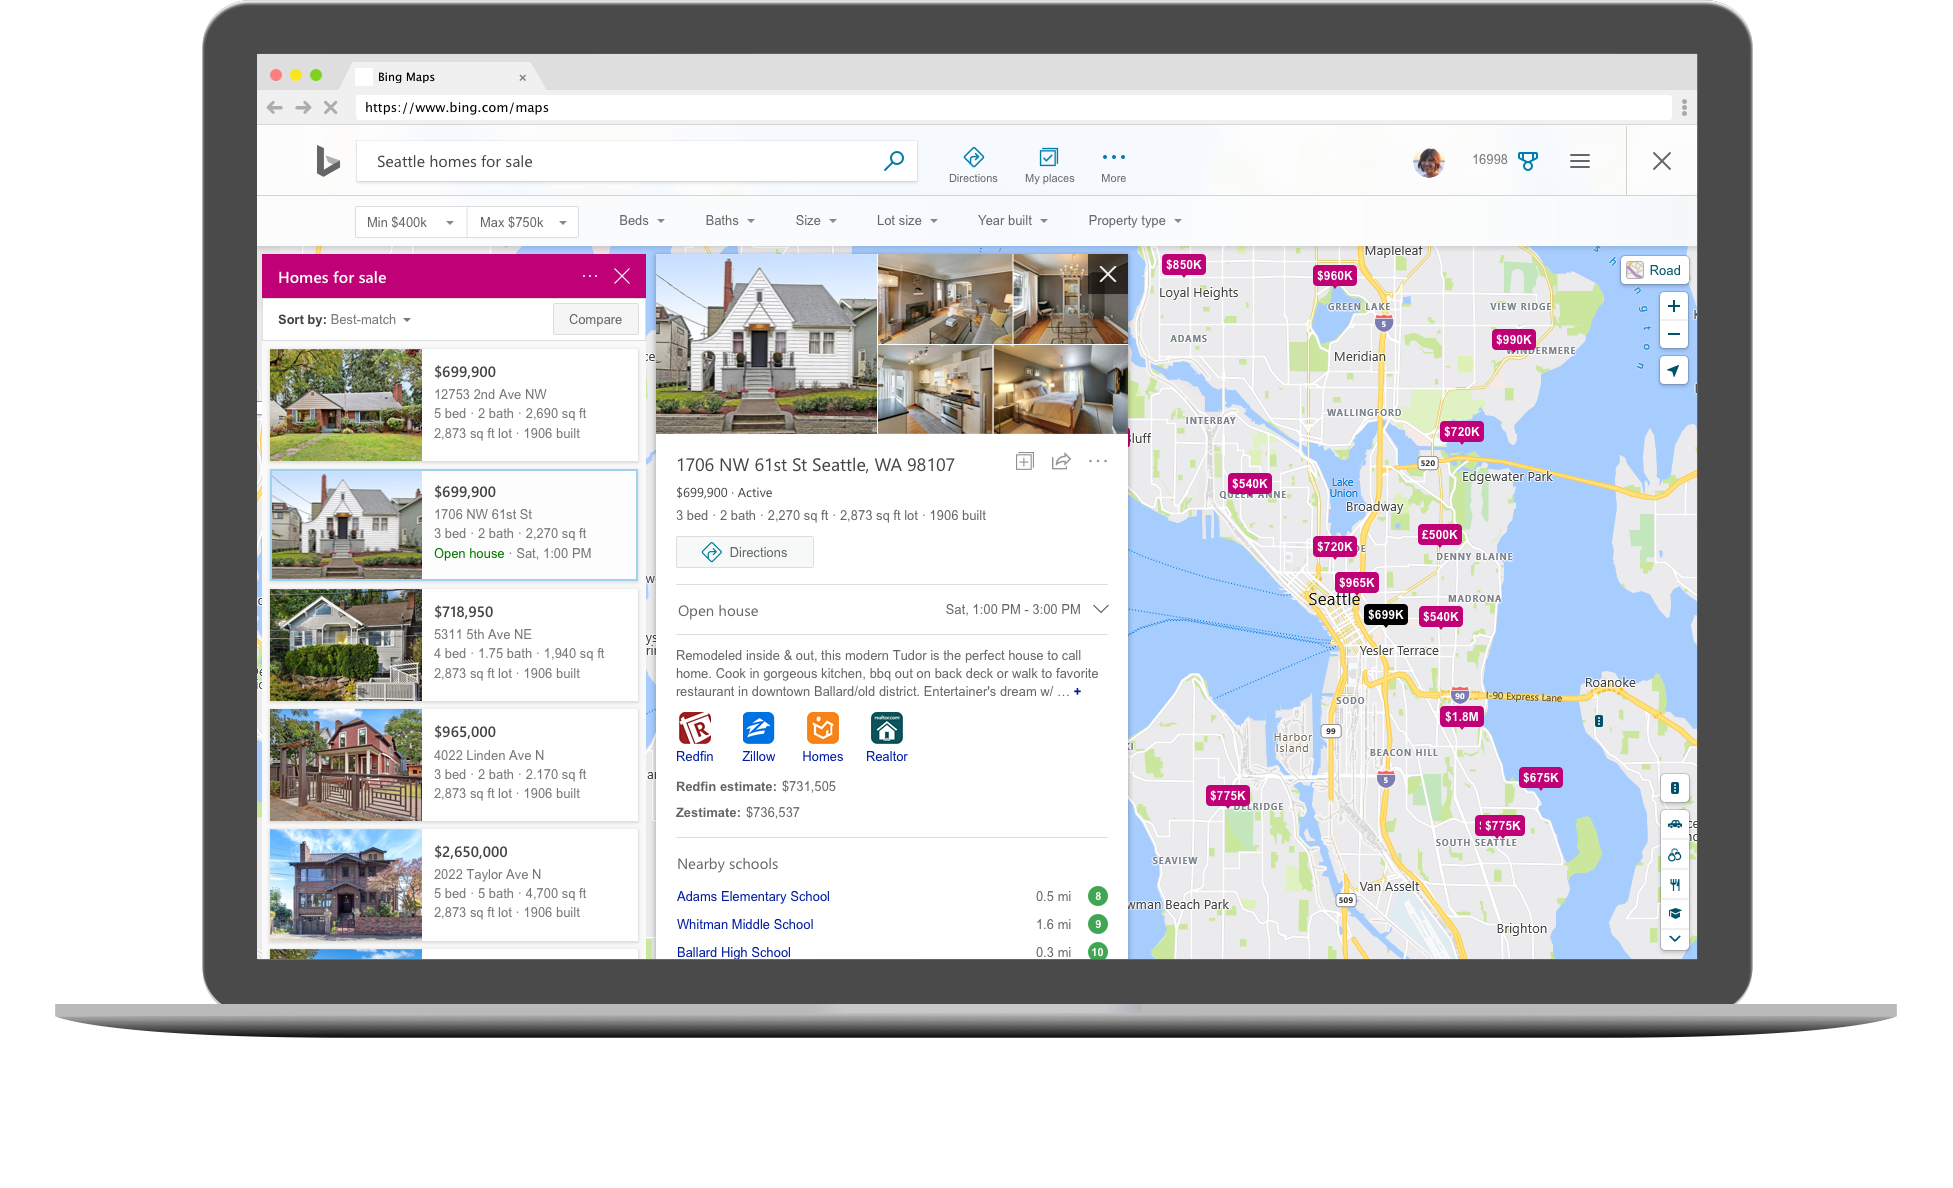 Bing Maps
https://www.bing.com/maps
Seattle homes for sale
Directions
My places
More
16998
Min $400k
Max $750k
Beds
Baths
Size
Lot size
Year built
Property type
Homes for sale
Sort by: Best-match
Compare
$699,900
12753 2nd Ave NW
5 bed · 2 bath · 2,690 sq ft
2,873 sq ft lot · 1906 built
$699,900
1706 NW 61st St
3 bed · 2 bath · 2,270 sq ft
Open house · Sat, 1:00 PM
$718,950
5311 5th Ave NE
4 bed · 1.75 bath · 1,940 sq ft
2,873 sq ft lot · 1906 built
$965,000
4022 Linden Ave N
3 bed · 2 bath · 2.170 sq ft
2,873 sq ft lot · 1906 built
$2,650,000
2022 Taylor Ave N
5 bed · 5 bath · 4,700 sq ft
2,873 sq ft lot · 1906 built
1706 NW 61st St Seattle, WA 98107
$699,900 · Active
3 bed · 2 bath · 2,270 sq ft · 2,873 sq ft lot · 1906 built
Directions
Open house
Sat, 1:00 PM - 3:00 PM
Remodeled inside & out, this modern Tudor is the perfect house to call
home. Cook in gorgeous kitchen, bbq out on back deck or walk to favorite
restaurant in downtown Ballard/old district. Entertainer's dream w/ ... +
realtor.com
Redfin
Zillow
Homes
Realtor
Redfin estimate: $731,505
Zestimate: $736,537
Nearby schools
Adams Elementary School 0.5 mi 8
Whitman Middle School 1.6 mi 9
Ballard High School 0.3 mi 10
Road
Mapleleaf
$850K
$960K
Loyal Heights
GREEN LAKE
VIEW RIDGE
5
ADAMS
$990K
WINDERMERE
Meridian
WALLINGFORD
INTERBAY
$720K
520
Edgewater Park
$540K
QUEEN ANNE
Lake
Union
Broadway
$720K
£500K
DENNY BLAINE
$965K
Seattle
MADRONA
$699K
$540K
Yesler Terrace
Roanoke
90
I-90 Express Lane
SODO
$1.8M
99
Harbor
Island
BEACON HILL
5
$675K
$775K
DELRIDGE
$775K
SOUTH SEATTLE
SEAVIEW
Van Asselt
509
wman Beach Park
Brighton